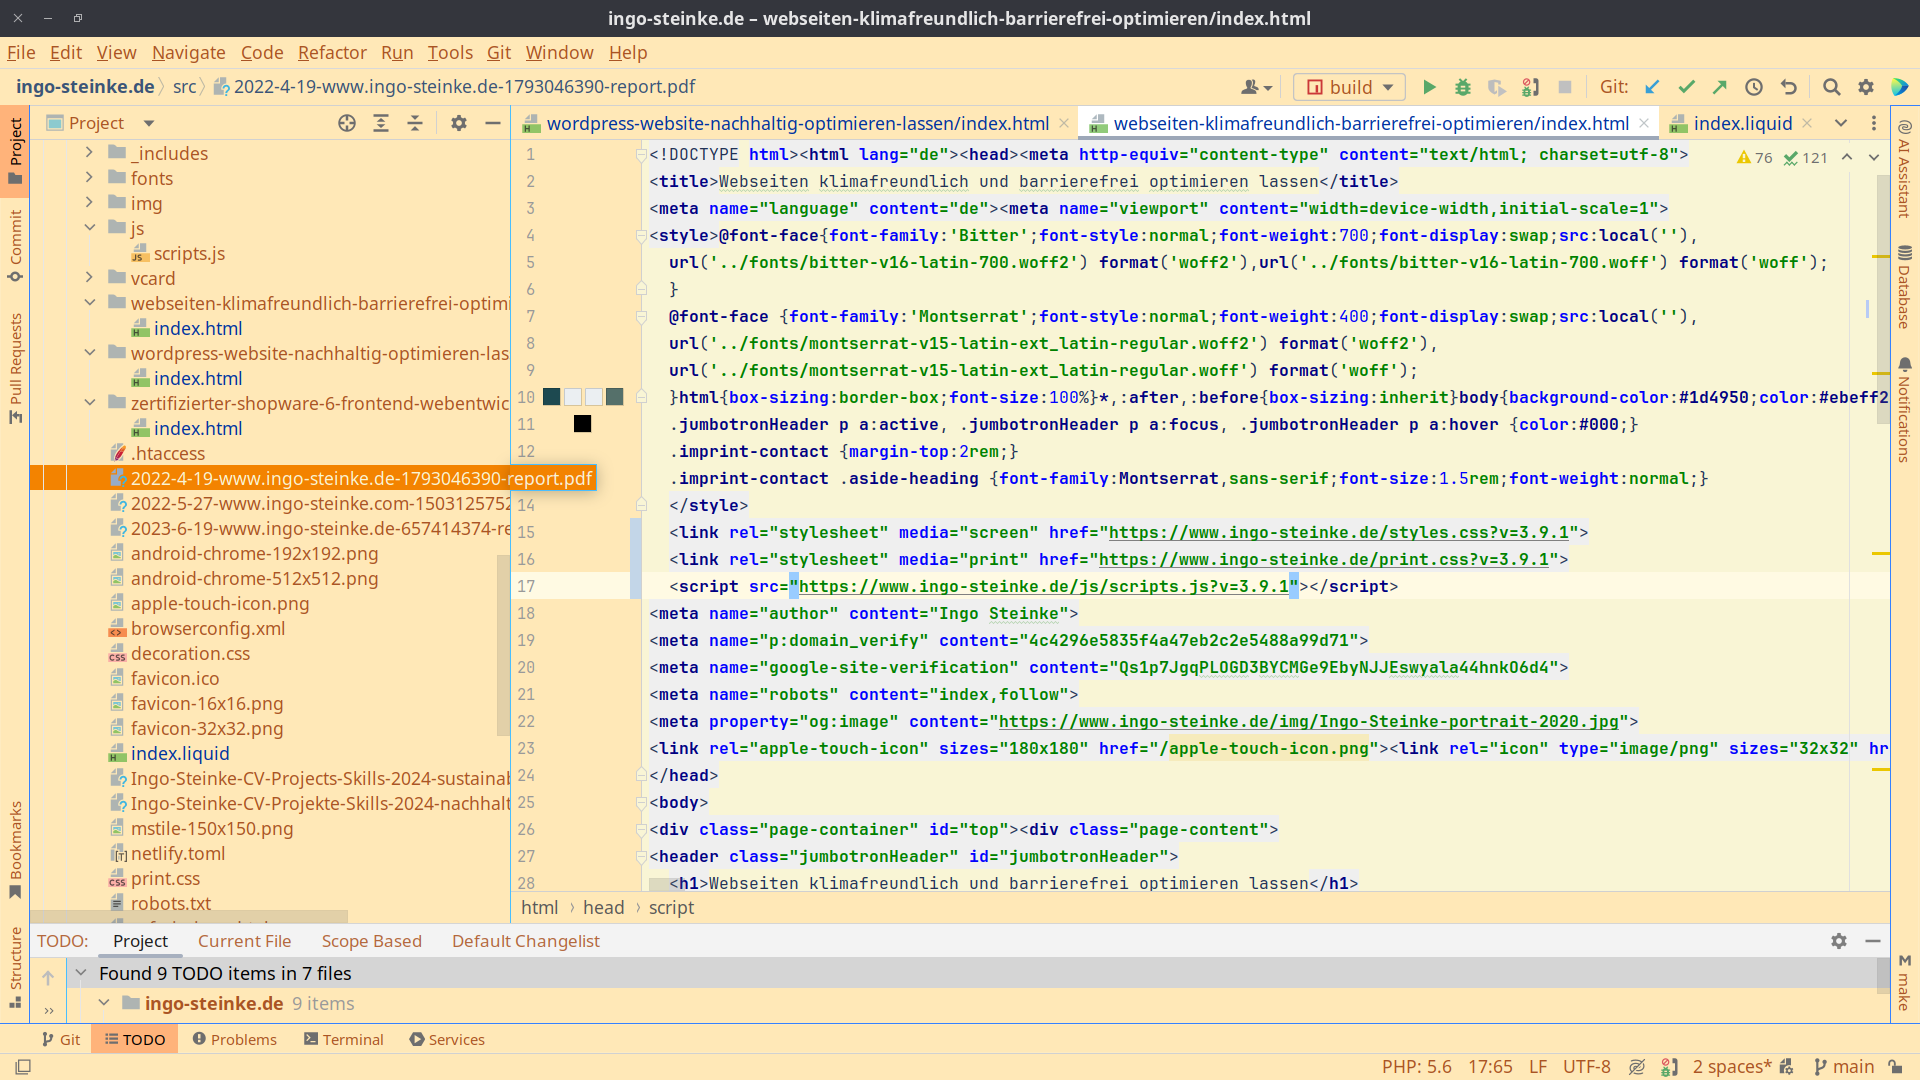 ingo-steinke.de – webseiten-klimafreundlich-barrierefrei-optimieren/index.html
File Edit View Navigate Code Refactor Run Tools Git Window Help
ingo-steinke.de src 2022-4-19-www.ingo-steinke.de-1793046390-report.pdf build Git:
Project
wordpress-website-nachhaltig-optimieren-lassen/index.html webseiten-klimafreundlich-barrierefrei-optimieren/index.html index.liquid
Project
Commit
Pull Requests
Bookmarks
Structure
_includes
fonts
img
js
scripts.js
vcard
webseiten-klimafreundlich-barrierefrei-optimi
index.html
wordpress-website-nachhaltig-optimieren-las
index.html
zertifizierter-shopware-6-frontend-webentwic
index.html
.htaccess
2022-4-19-www.ingo-steinke.de-1793046390-report.pdf
2022-5-27-www.ingo-steinke.com-1503125752
2023-6-19-www.ingo-steinke.de-657414374-re
android-chrome-192x192.png
android-chrome-512x512.png
apple-touch-icon.png
browserconfig.xml
decoration.css
favicon.ico
favicon-16x16.png
favicon-32x32.png
index.liquid
Ingo-Steinke-CV-Projects-Skills-2024-sustainab
Ingo-Steinke-CV-Projekte-Skills-2024-nachhalt
mstile-150x150.png
netlify.toml
print.css
robots.txt
76 121
1 <!DOCTYPE html><html lang="de"><head><meta http-equiv="content-type" content="text/html; charset=utf-8">
2 <title>Webseiten klimafreundlich und barrierefrei optimieren lassen</title>
3 <meta name="language" content="de"><meta name="viewport" content="width=device-width,initial-scale=1">
4 <style>@font-face{font-family:'Bitter';font-style:normal;font-weight:700;font-display:swap;src:local(''),
5 url('../fonts/bitter-v16-latin-700.woff2') format('woff2'),url('../fonts/bitter-v16-latin-700.woff') format('woff');
6 }
7 @font-face {font-family:'Montserrat';font-style:normal;font-weight:400;font-display:swap;src:local(''),
8 url('../fonts/montserrat-v15-latin-ext_latin-regular.woff2') format('woff2'),
9 url('../fonts/montserrat-v15-latin-ext_latin-regular.woff') format('woff');
10 }html{box-sizing:border-box;font-size:100%}*,:after,:before{box-sizing:inherit}body{background-color:#1d4950;color:#ebeff2
11 .jumbotronHeader p a:active, .jumbotronHeader p a:focus, .jumbotronHeader p a:hover {color:#000;}
12 .imprint-contact {margin-top:2rem;}
.imprint-contact .aside-heading {font-family:Montserrat,sans-serif;font-size:1.5rem;font-weight:normal;}
14 </style>
15 <link rel="stylesheet" media="screen" href="https://www.ingo-steinke.de/styles.css?v=3.9.1">
16 <link rel="stylesheet" media="print" href="https://www.ingo-steinke.de/print.css?v=3.9.1">
17 <script src="https://www.ingo-steinke.de/js/scripts.js?v=3.9.1"></script>
18 <meta name="author" content="Ingo Steinke">
19 <meta name="p:domain_verify" content="4c4296e5835f4a47eb2c2e5488a99d71">
20 <meta name="google-site-verification" content="Qs1p7JgqPLOGD3BYCMGe9EbyNJJEswyala44hnkO6d4">
21 <meta name="robots" content="index,follow">
22 <meta property="og:image" content="https://www.ingo-steinke.de/img/Ingo-Steinke-portrait-2020.jpg">
23 <link rel="apple-touch-icon" sizes="180x180" href="/apple-touch-icon.png"><link rel="icon" type="image/png" sizes="32x32" hr
24 </head>
25 <body>
26 <div class="page-container" id="top"><div class="page-content">
27 <header class="jumbotronHeader" id="jumbotronHeader">
28 <h1>Webseiten klimafreundlich und barrierefrei optimieren lassen</h1>
html › head › script
AI Assistant
Database
Notifications
make
TODO: Project Current File Scope Based Default Changelist
Found 9 TODO items in 7 files
ingo-steinke.de 9 items
Git TODO Problems Terminal Services
PHP: 5.6 17:65 LF UTF-8 2 spaces* main